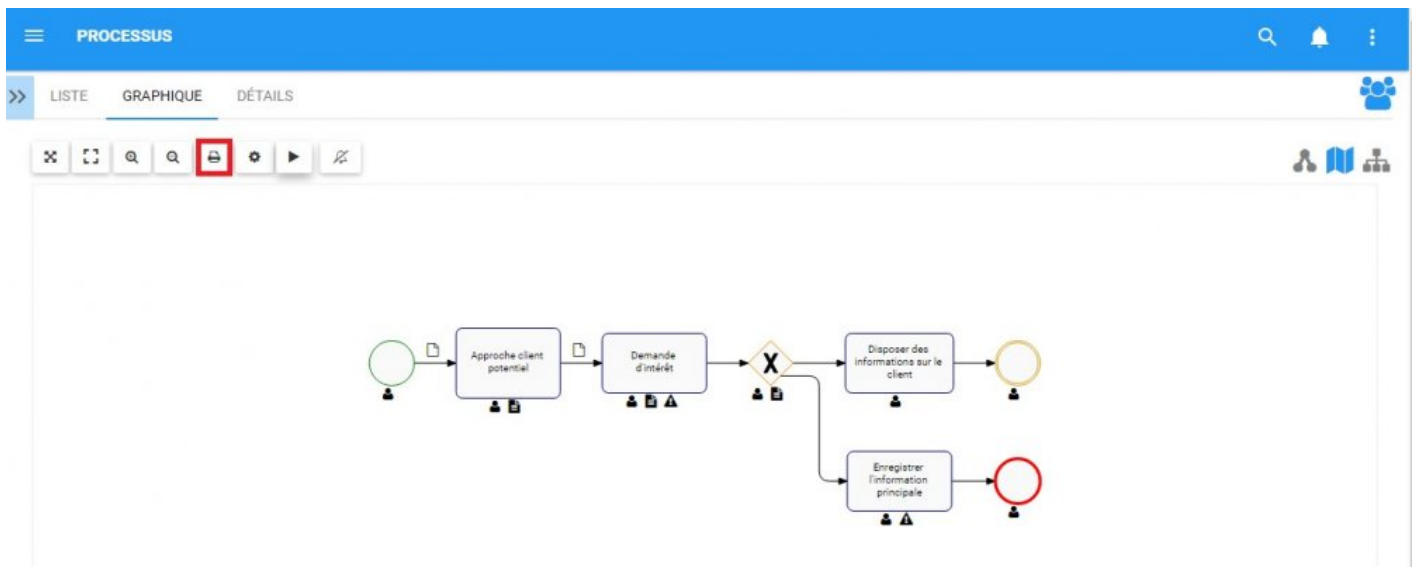 PROCESSUS
LISTE GRAPHIQUE DÉTAILS
Approche client
potentiel
Demande
d'intérêt
X
Disposer des
informations sur le
client
Enregistrer
l'information
principale